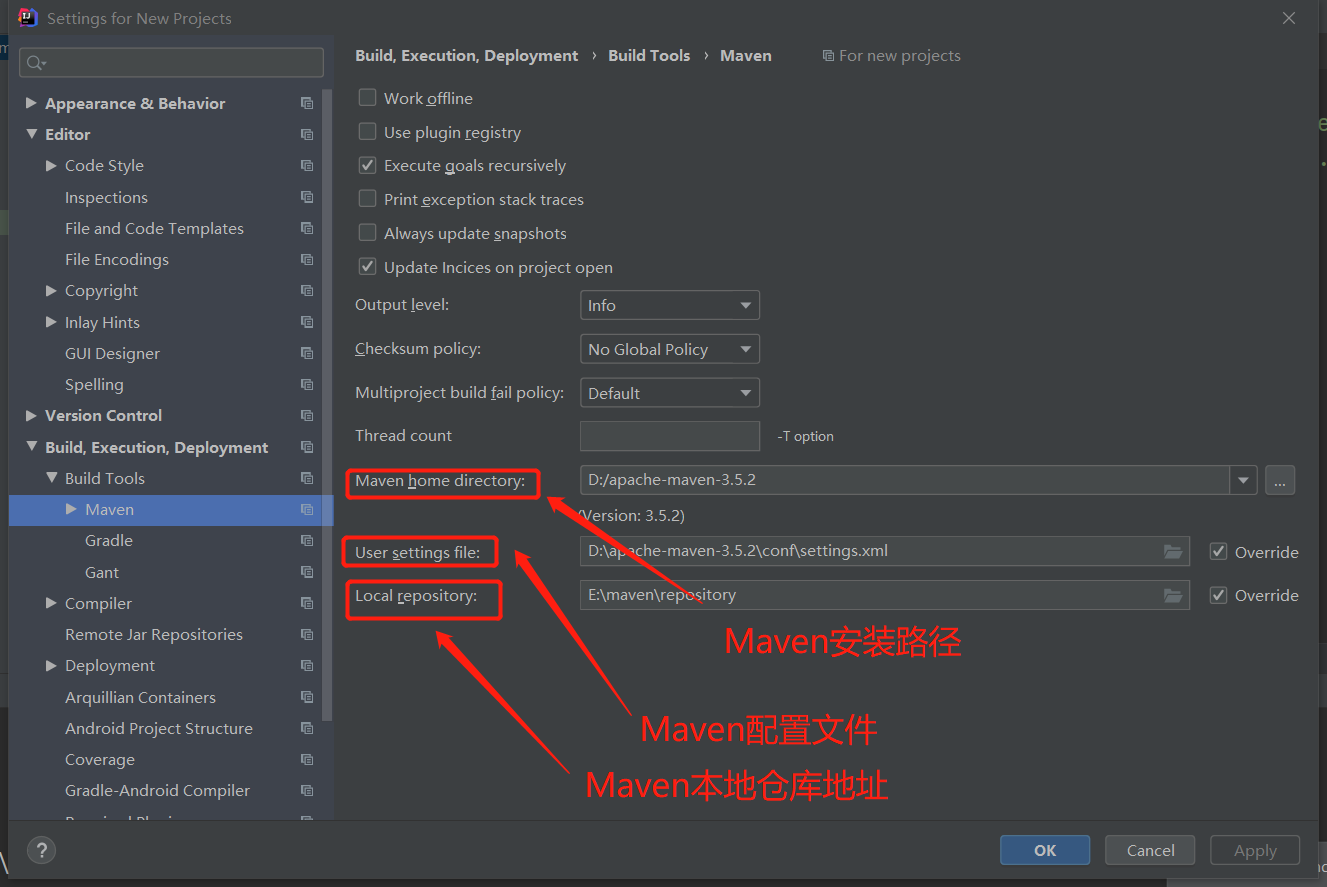 Settings for New Projects
Appearance & Behavior
Editor
Code Style
Inspections
File and Code Templates
File Encodings
Copyright
Inlay Hints
GUI Designer
Spelling
Version Control
Build, Execution, Deployment
Build Tools
Maven
Gradle
Gant
Compiler
Remote Jar Repositories
Deployment
Arquillian Containers
Android Project Structure
Coverage
Gradle-Android Compiler
Build, Execution, Deployment › Build Tools › Maven For new projects
Work offline
Use plugin registry
Execute goals recursively
Print exception stack traces
Always update snapshots
Update Incices on project open
Output level: Info
Checksum policy: No Global Policy
Multiproject build fail policy: Default
Thread count -T option
Maven home directory: D:/apache-maven-3.5.2 ...
(Version: 3.5.2)
User settings file: D:\apache-maven-3.5.2\conf\settings.xml Override
Local repository: E:\maven\repository Override
Maven安装路径
Maven配置文件
Maven本地仓库地址
? OK Cancel Apply